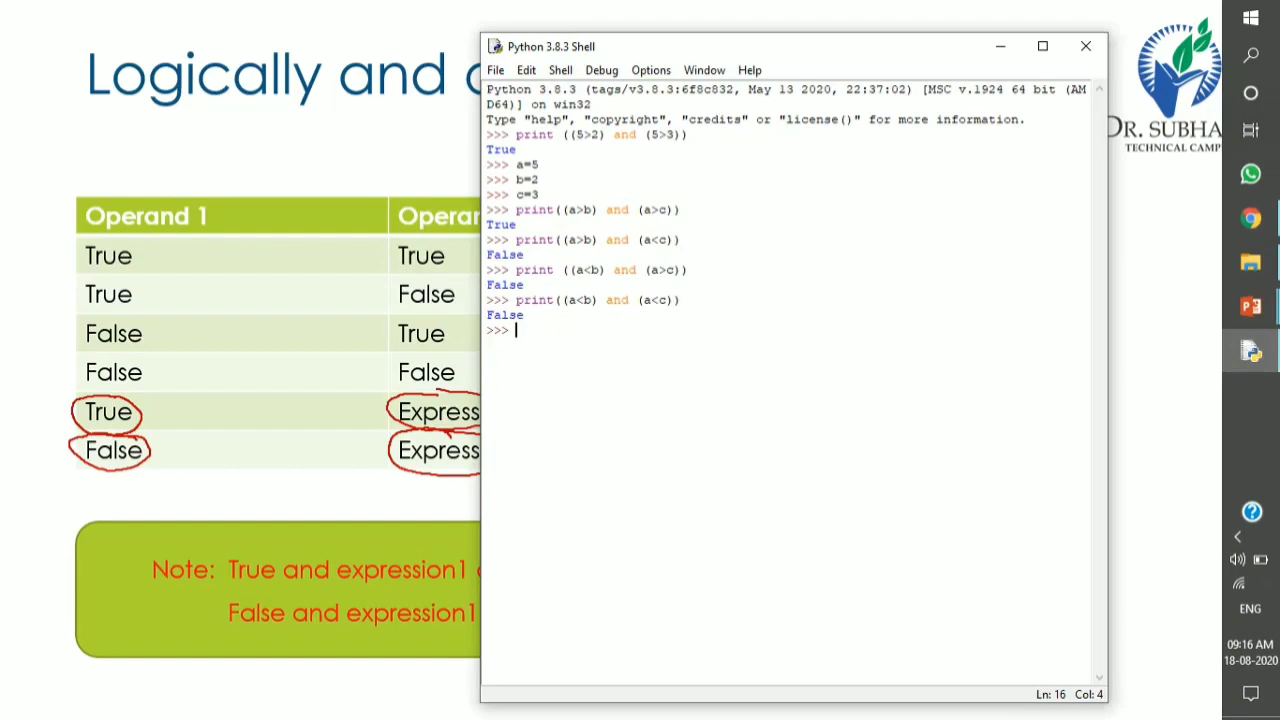 Logically and
Python 3.8.3 Shell
File Edit Shell Debug Options Window Help
Python 3.8.3 (tags/v3.8.3:6f8c832, May 13 2020, 22:37:02) [MSC v.1924 64 bit (AM
D64)] on win32
Type "help", "copyright", "credits" or "license()" for more information.
>>> print ((5>2) and (5>3))
True
>>> a=5
>>> b=2
>>> c=3
>>> print((a>b) and (a>c))
True
>>> print((a>b) and (a<c))
False
>>> print ((a<b) and (a>c))
False
>>> print((a<b) and (a<c))
False
>>>
Ln: 16 Col: 4
DR. SUBHA
TECHNICAL CAMP
Operand 1 Operan
True True
True False
False True
False False
True Express
False Express
Note: True and expression1
False and expression1
ENG
09:16 AM
18-08-2020